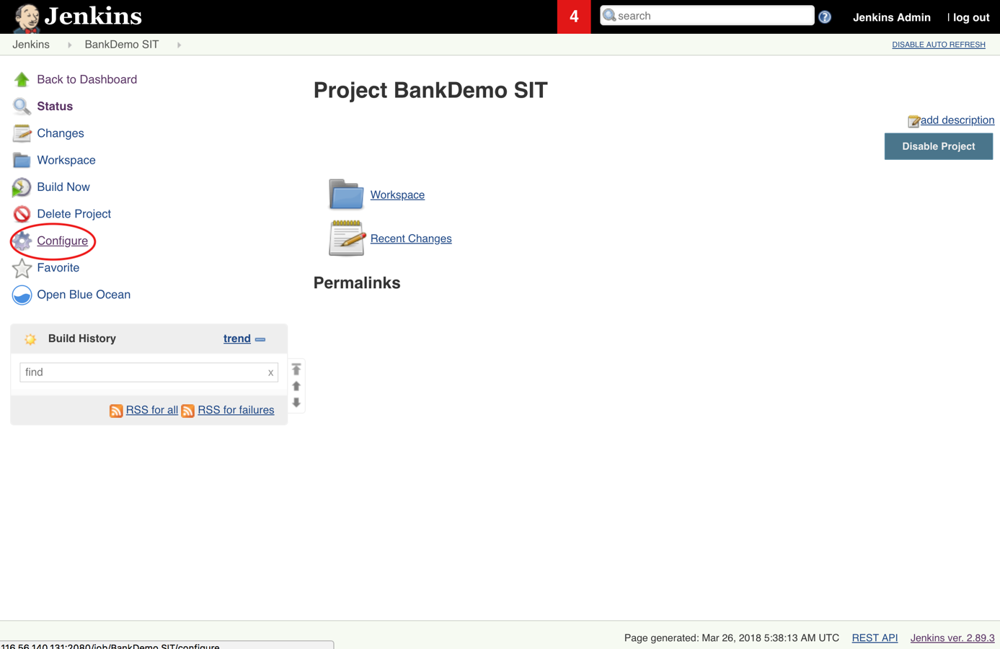 Jenkins
4
search
Jenkins Admin
| log out
Jenkins
BankDemo SIT
DISABLE AUTO REFRESH
Back to Dashboard
Status
Changes
Workspace
Build Now
Delete Project
Configure
Favorite
Open Blue Ocean
Project BankDemo SIT
add description
Disable Project
Workspace
Recent Changes
Permalinks
Build History
trend
find
x
RSS for all
RSS for failures
Page generated: Mar 26, 2018 5:38:13 AM UTC
REST API
Jenkins ver. 2.89.3
116.56.140.131:2080/job/BankDemo SIT/configure